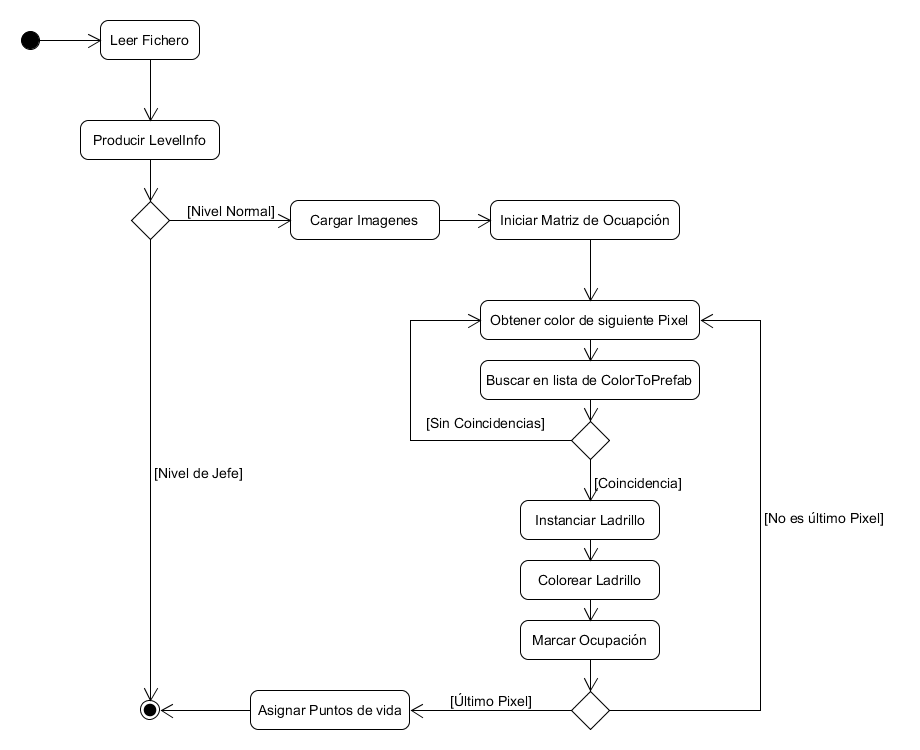 Leer Fichero
Producir LevelInfo
[Nivel Normal]
Cargar Imagenes
Iniciar Matriz de Ocuapción
Obtener color de siguiente Pixel
Buscar en lista de ColorToPrefab
[Sin Coincidencias]
[Nivel de Jefe]
[Coincidencia]
Instanciar Ladrillo
[No es último Pixel]
Colorear Ladrillo
Marcar Ocupación
[Último Pixel]
Asignar Puntos de vida